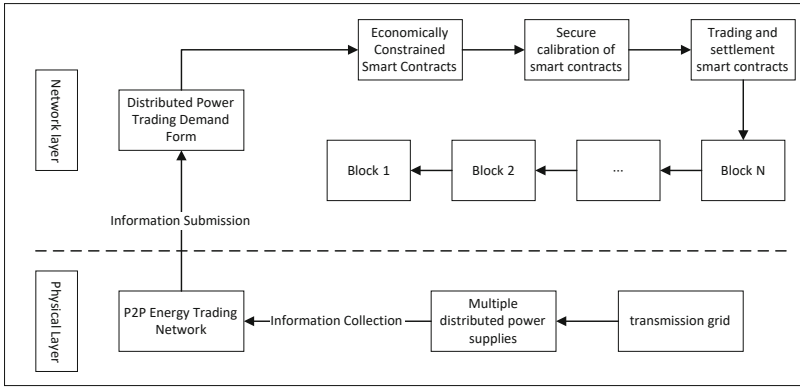 Network layer
Economically
Constrained
Smart Contracts
Secure
calibration of
smart contracts
Trading and
settlement
smart contracts
Distributed Power
Trading Demand
Form
Block 1
Block 2
...
Block N
Information Submission
Physical Layer
P2P Energy Trading
Network
Information Collection
Multiple
distributed power
supplies
transmission grid